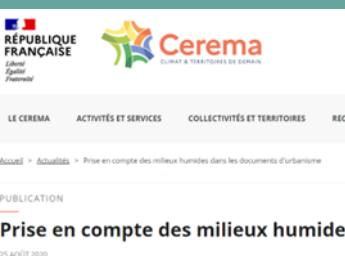 RÉPUBLIQUE
FRANÇAISE
Liberté
Égalité
Fraternité
Cerema
CLIMAT & TERRITOIRES DE DEMAIN
LE CEREMA ACTIVITÉS ET SERVICES COLLECTIVITÉS ET TERRITOIRES REC
Accueil > Actualités > Prise en compte des milieux humides dans les documents d'urbanisme
PUBLICATION
Prise en compte des milieux humide
25 AOÛT 2020